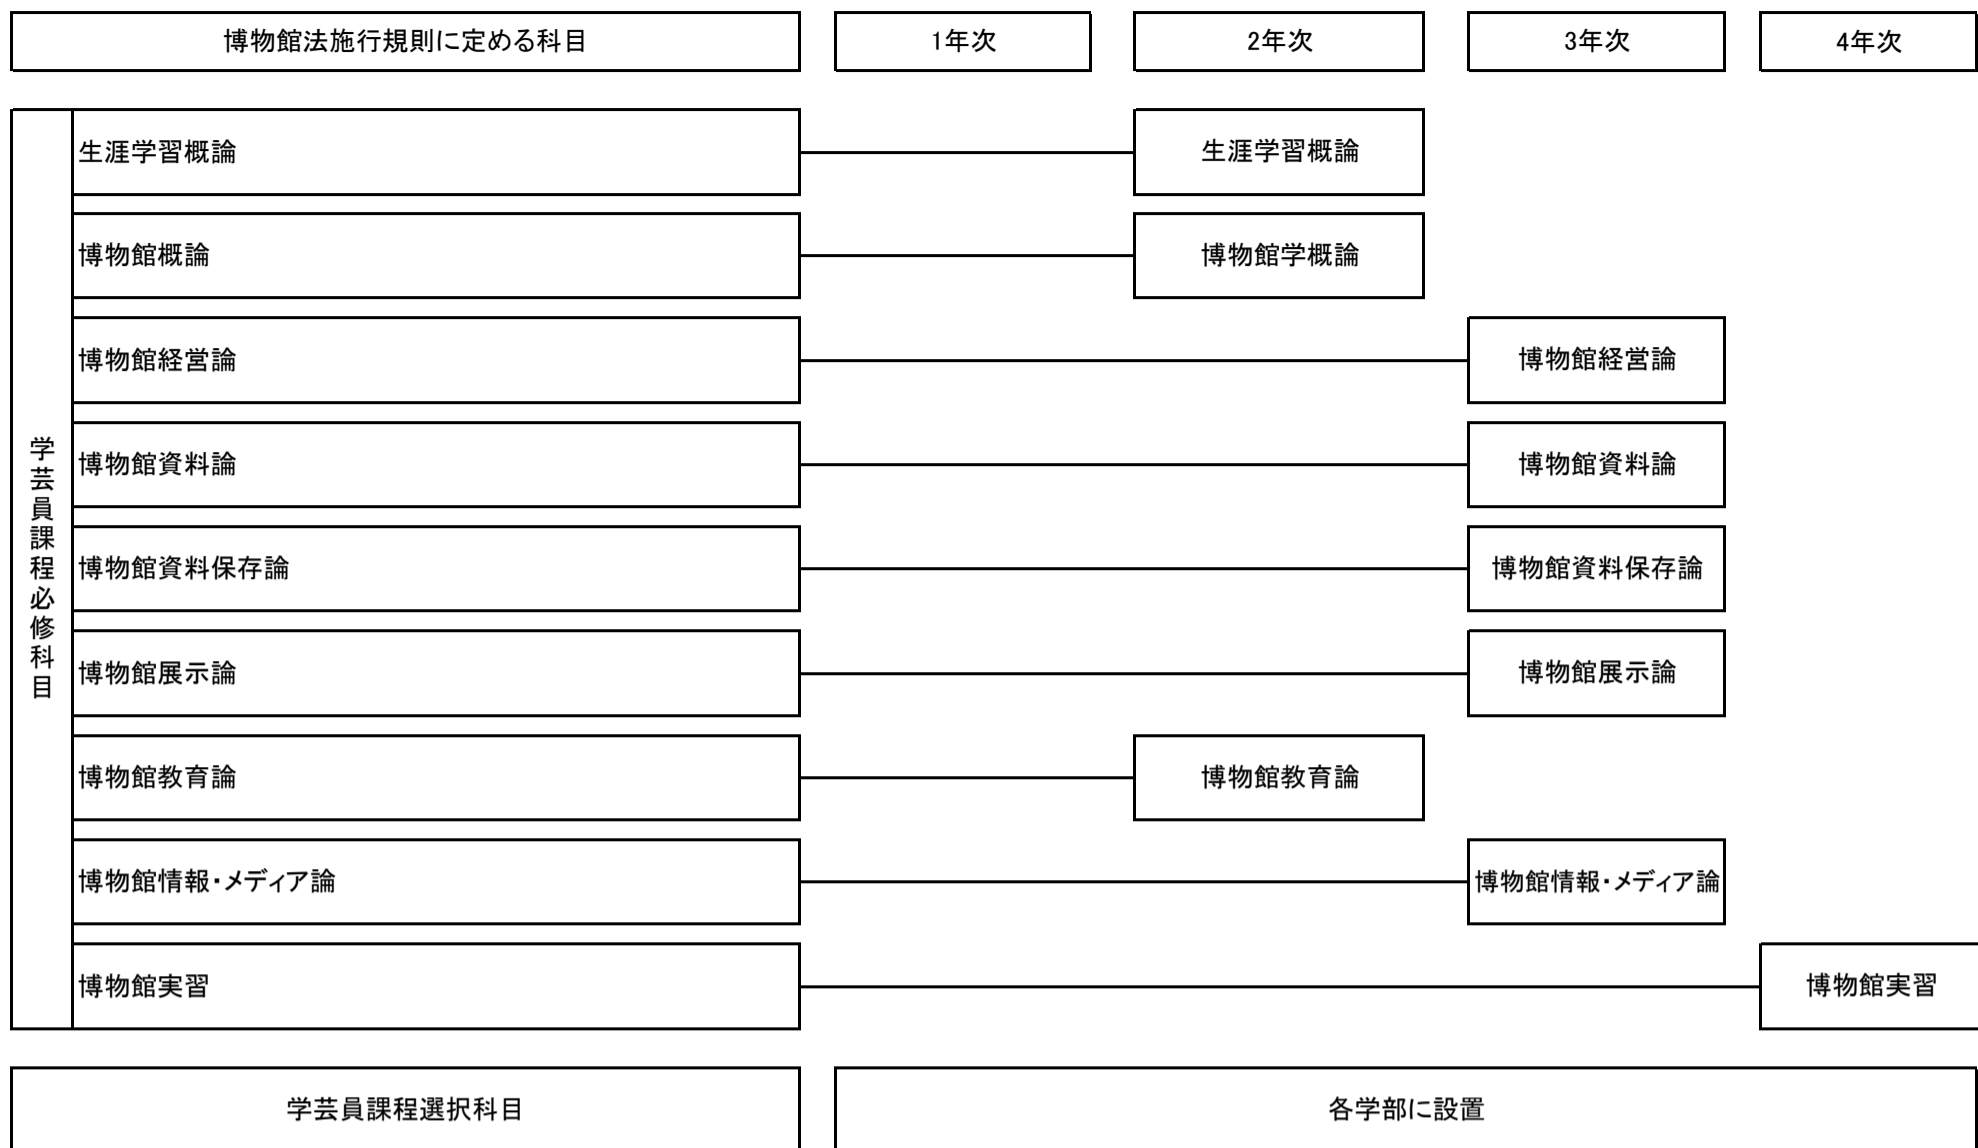 博物館法施行規則に定める科目
1年次
2年次
3年次
4年次
学芸員課程必修科目
生涯学習概論
生涯学習概論
博物館概論
博物館学概論
博物館経営論
博物館経営論
博物館資料論
博物館資料論
博物館資料保存論
博物館資料保存論
博物館展示論
博物館展示論
博物館教育論
博物館教育論
博物館情報・メディア論
博物館情報・メディア論
博物館実習
博物館実習
学芸員課程選択科目
各学部に設置